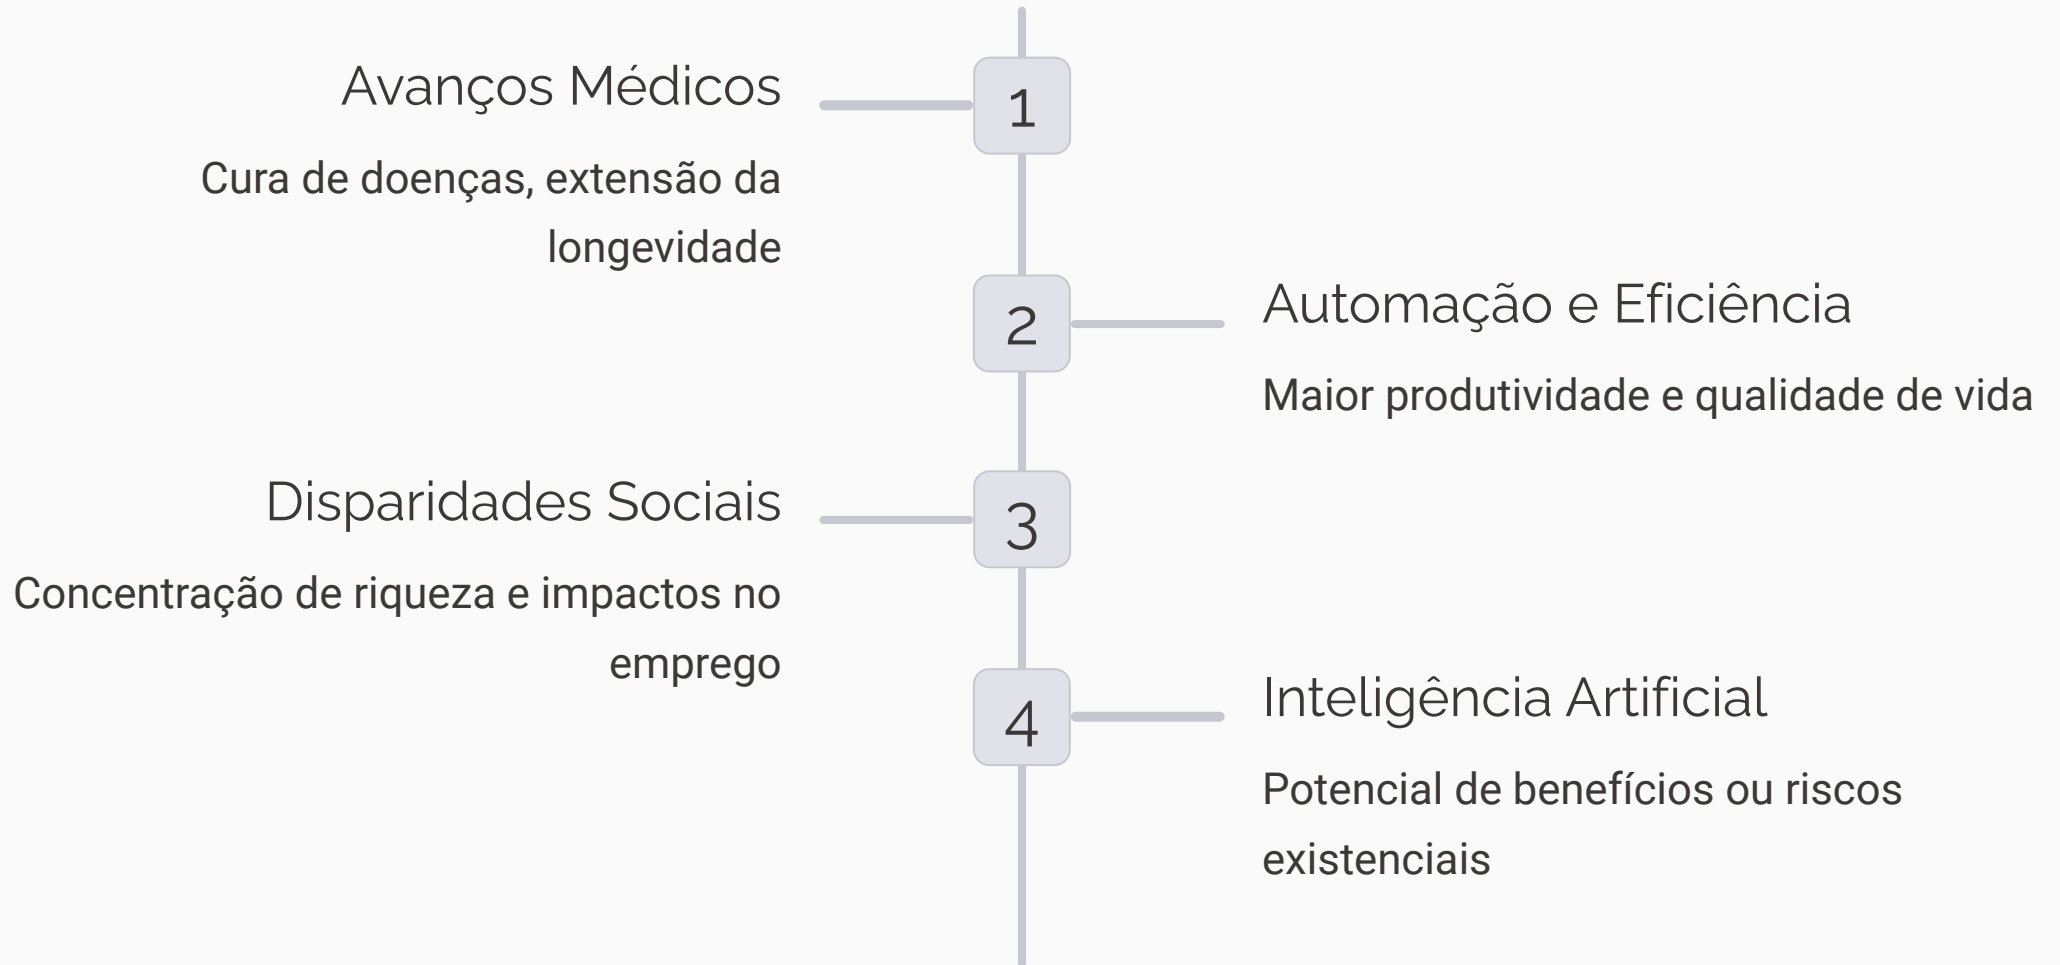 Avanços Médicos
1
Cura de doenças, extensão da
longevidade
2
Automação e Eficiência
Maior produtividade e qualidade de vida
Disparidades Sociais
3
Concentração de riqueza e impactos no
emprego
4
Inteligência Artificial
Potencial de benefícios ou riscos
existenciais